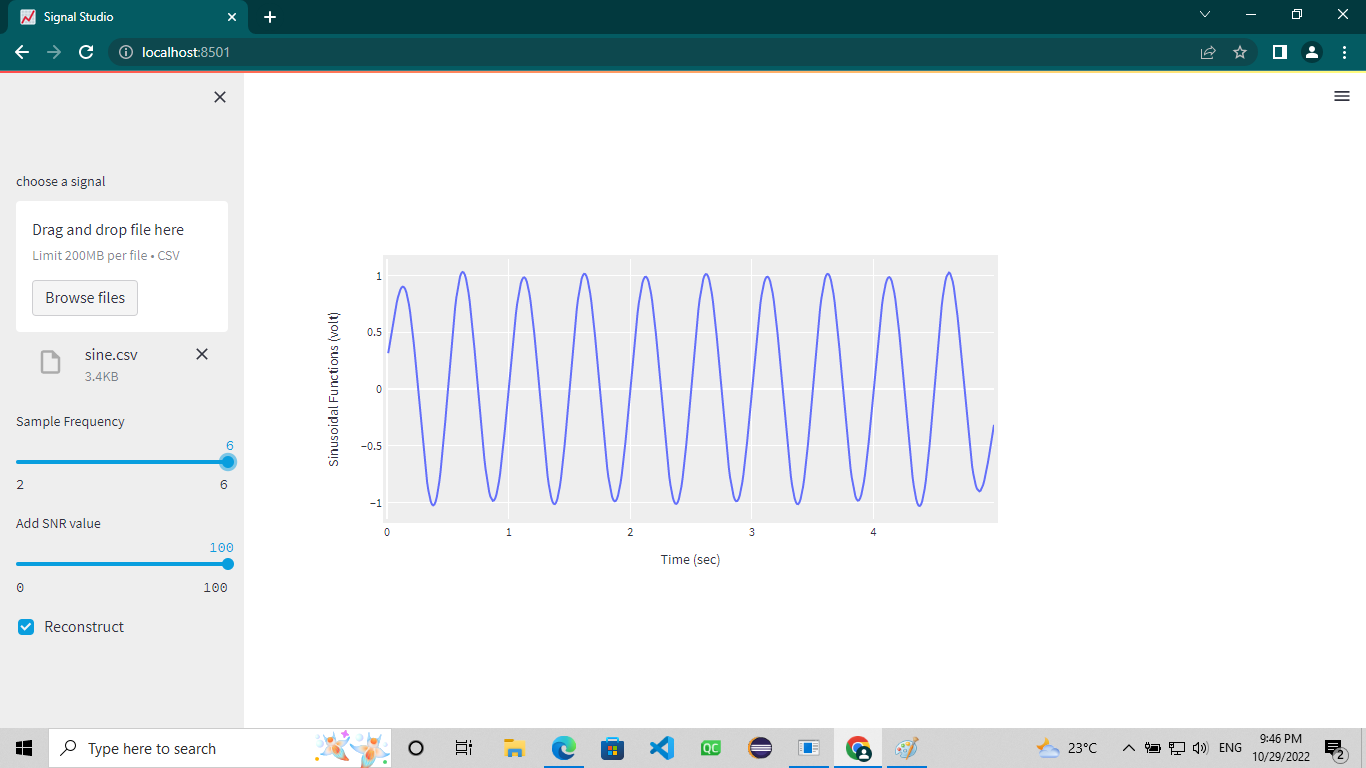 Signal Studio
localhost:8501
choose a signal
Drag and drop file here
Limit 200MB per file • CSV
Browse files
sine.csv
3.4KB
Sample Frequency
6
2 6
Add SNR value
100
0 100
Reconstruct
Sinusoidal Functions (volt)
1
0.5
0
−0.5
−1
0 1 2 3 4
Time (sec)
Type here to search
QC
23°C
ENG
9:46 PM
10/29/2022
2